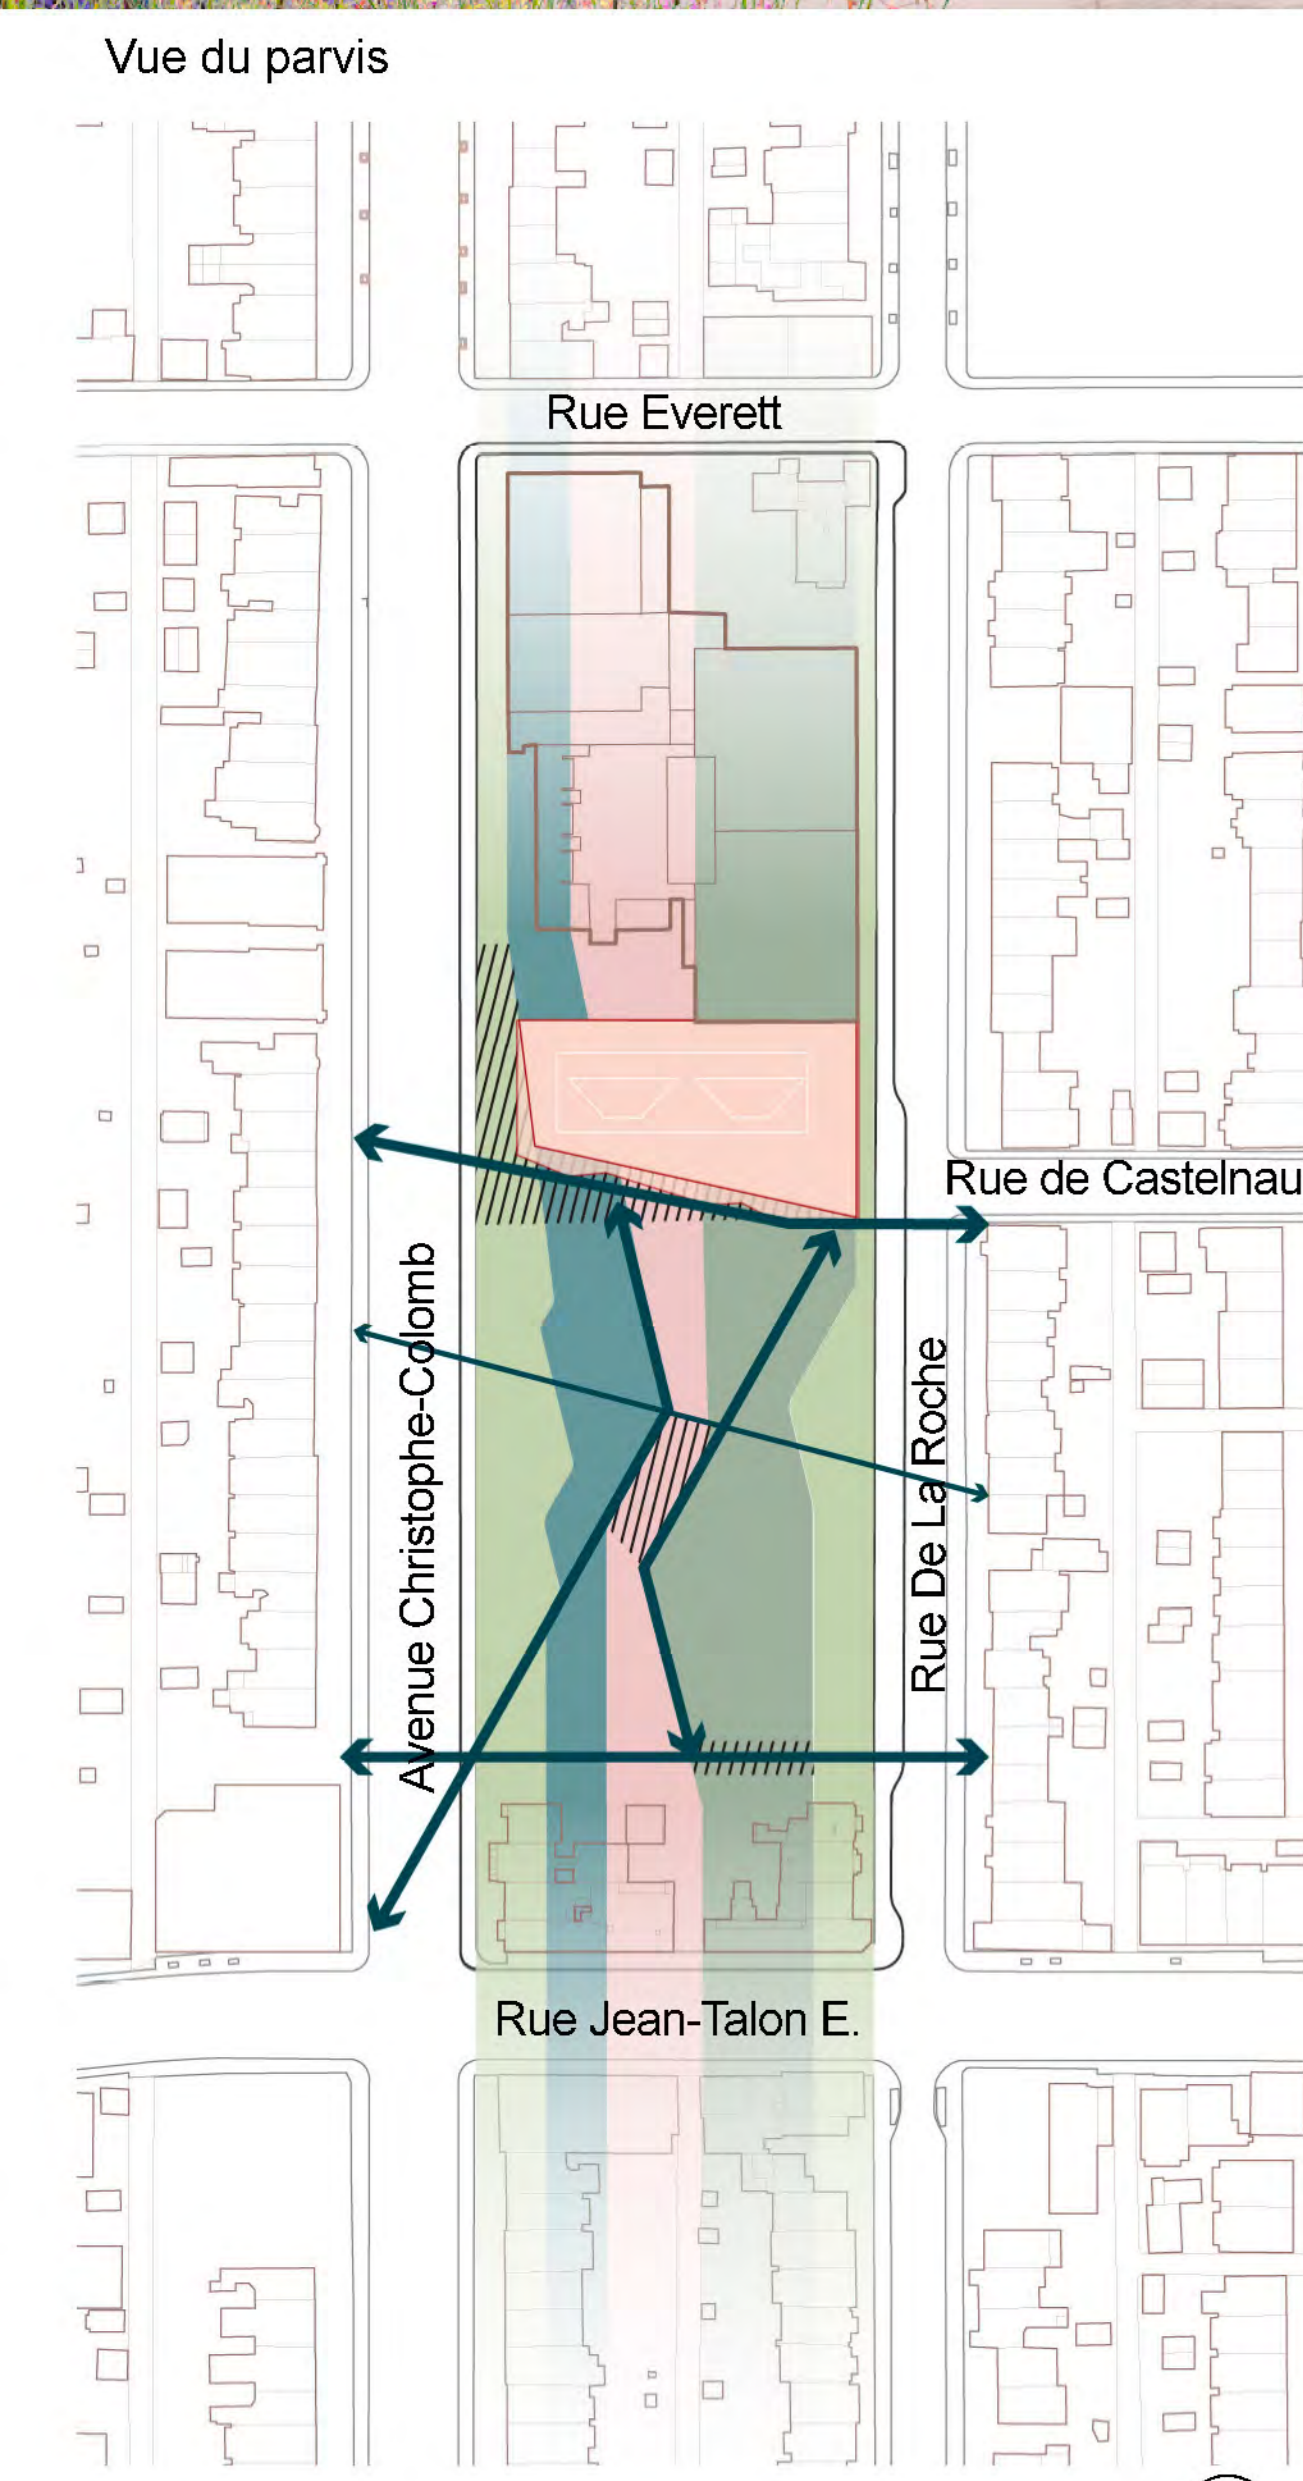 Vue du parvis
Rue Everett
Rue de Castelnau
Avenue Christophe-Colomb
Rue De La Roche
Rue Jean-Talon E.